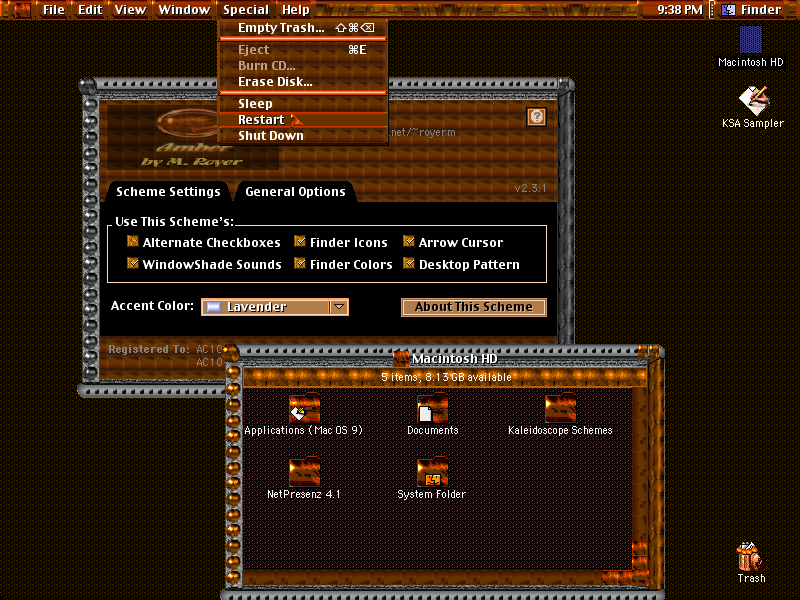 File Edit View Window Special Help 9:38 PM Finder
Empty Trash... ⇧⌘⌫
Eject ⌘E
Burn CD...
Erase Disk...
Sleep
Restart
Shut Down
Macintosh HD
KSA Sampler
.net/~royerm
Amber
by M. Royer
v2.3.1
Scheme Settings General Options
Use This Scheme's:
Alternate Checkboxes Finder Icons Arrow Cursor
WindowShade Sounds Finder Colors Desktop Pattern
Accent Color: Lavender About This Scheme
Registered To: AC10
AC10
Macintosh HD
5 items, 8.13 GB available
Applications (Mac OS 9) Documents Kaleidoscope Schemes
NetPresenz 4.1 System Folder
Trash